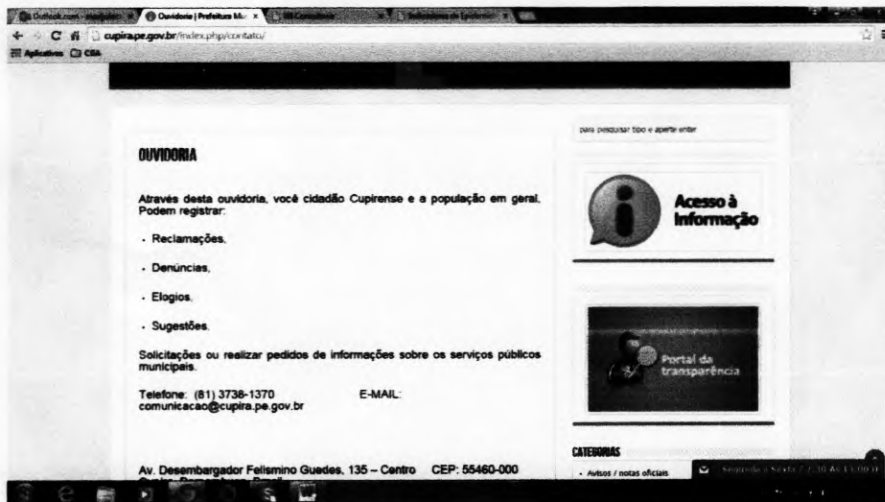 Ouvidoria | Prefeitura Mu
cupira.pe.gov.br/index.php/contato/
Aplicativos CSA
para pesquisar tipo e aperte enter
OUVIDORIA
Através desta ouvidoria, você cidadão Cupirense e a população em geral,
Podem registrar:
- Reclamações,
- Denúncias,
- Elogios,
- Sugestões,
Solicitações ou realizar pedidos de informações sobre os serviços públicos
municipais.
Telefone: (81) 3738-1370 E-MAIL:
comunicacao@cupira.pe.gov.br
Av. Desembargador Felismino Guedes, 135 – Centro CEP: 55460-000
Acesso à
Informação
Portal da
transparência
CATEGORIAS
- Avisos / notas oficiais